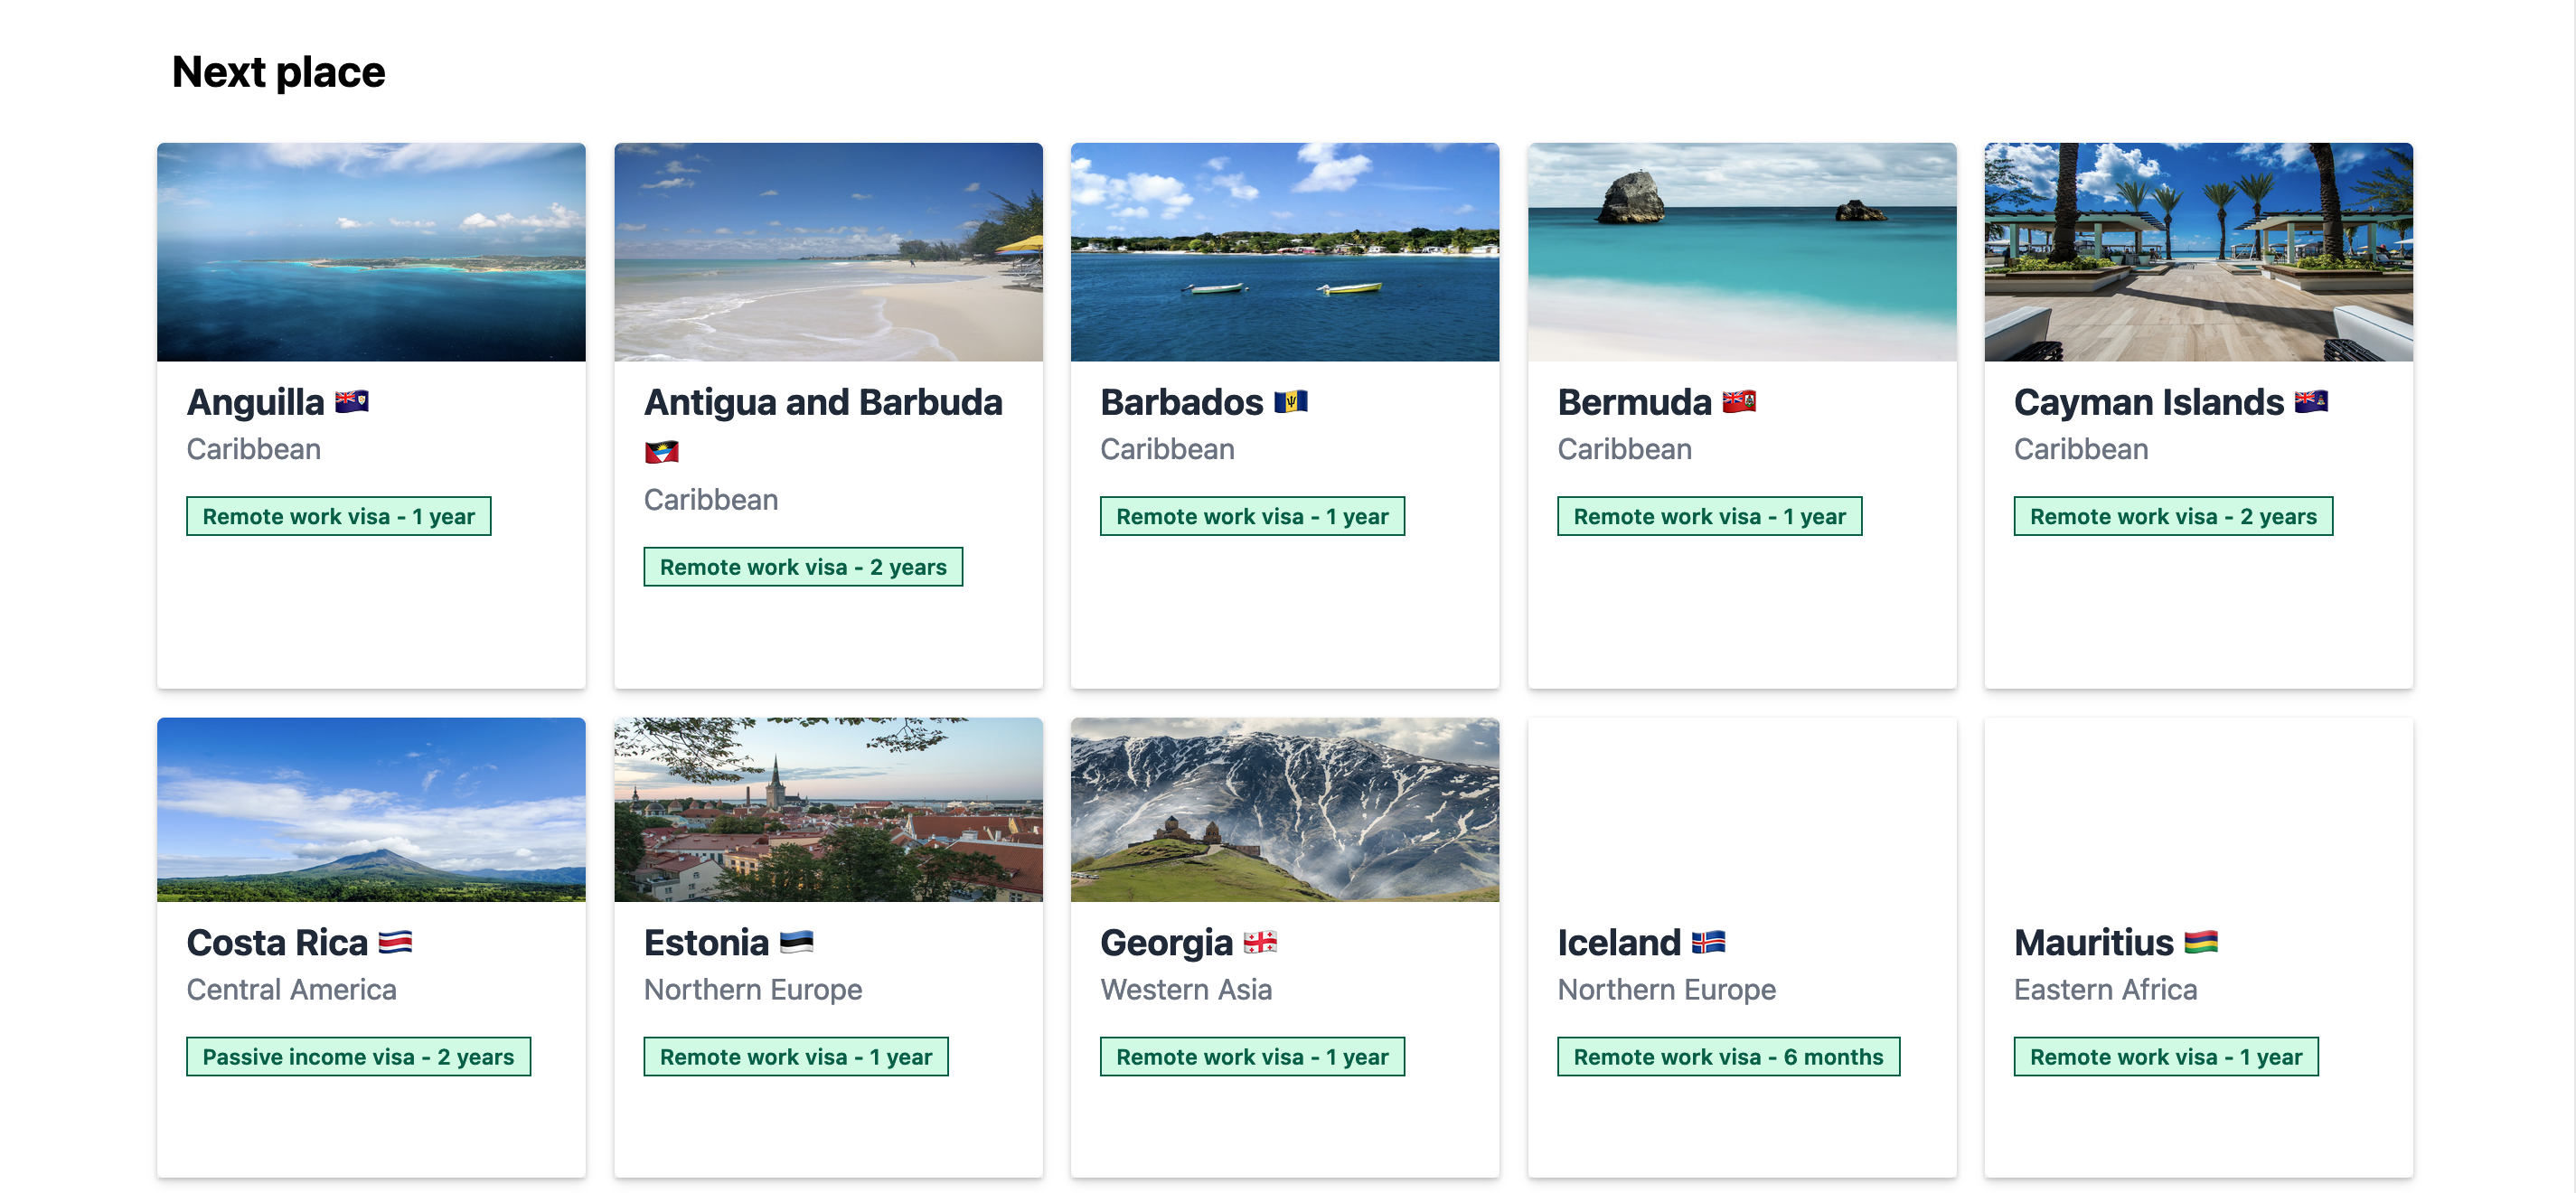 Next place
Anguilla 🇦🇮
Caribbean
Remote work visa - 1 year
Antigua and Barbuda
🇦🇬
Caribbean
Remote work visa - 2 years
Barbados 🇧🇧
Caribbean
Remote work visa - 1 year
Bermuda 🇧🇲
Caribbean
Remote work visa - 1 year
Cayman Islands 🇰🇾
Caribbean
Remote work visa - 2 years
Costa Rica 🇨🇷
Central America
Passive income visa - 2 years
Estonia 🇪🇪
Northern Europe
Remote work visa - 1 year
Georgia 🇬🇪
Western Asia
Remote work visa - 1 year
Iceland 🇮🇸
Northern Europe
Remote work visa - 6 months
Mauritius 🇲🇺
Eastern Africa
Remote work visa - 1 year